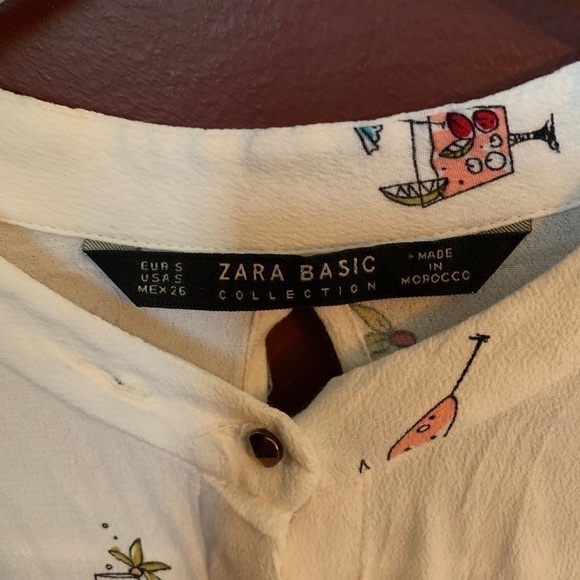 EUR S
USA S
MEX 26
ZARA BASIC
COLLECTION
MADE
IN
MOROCCO